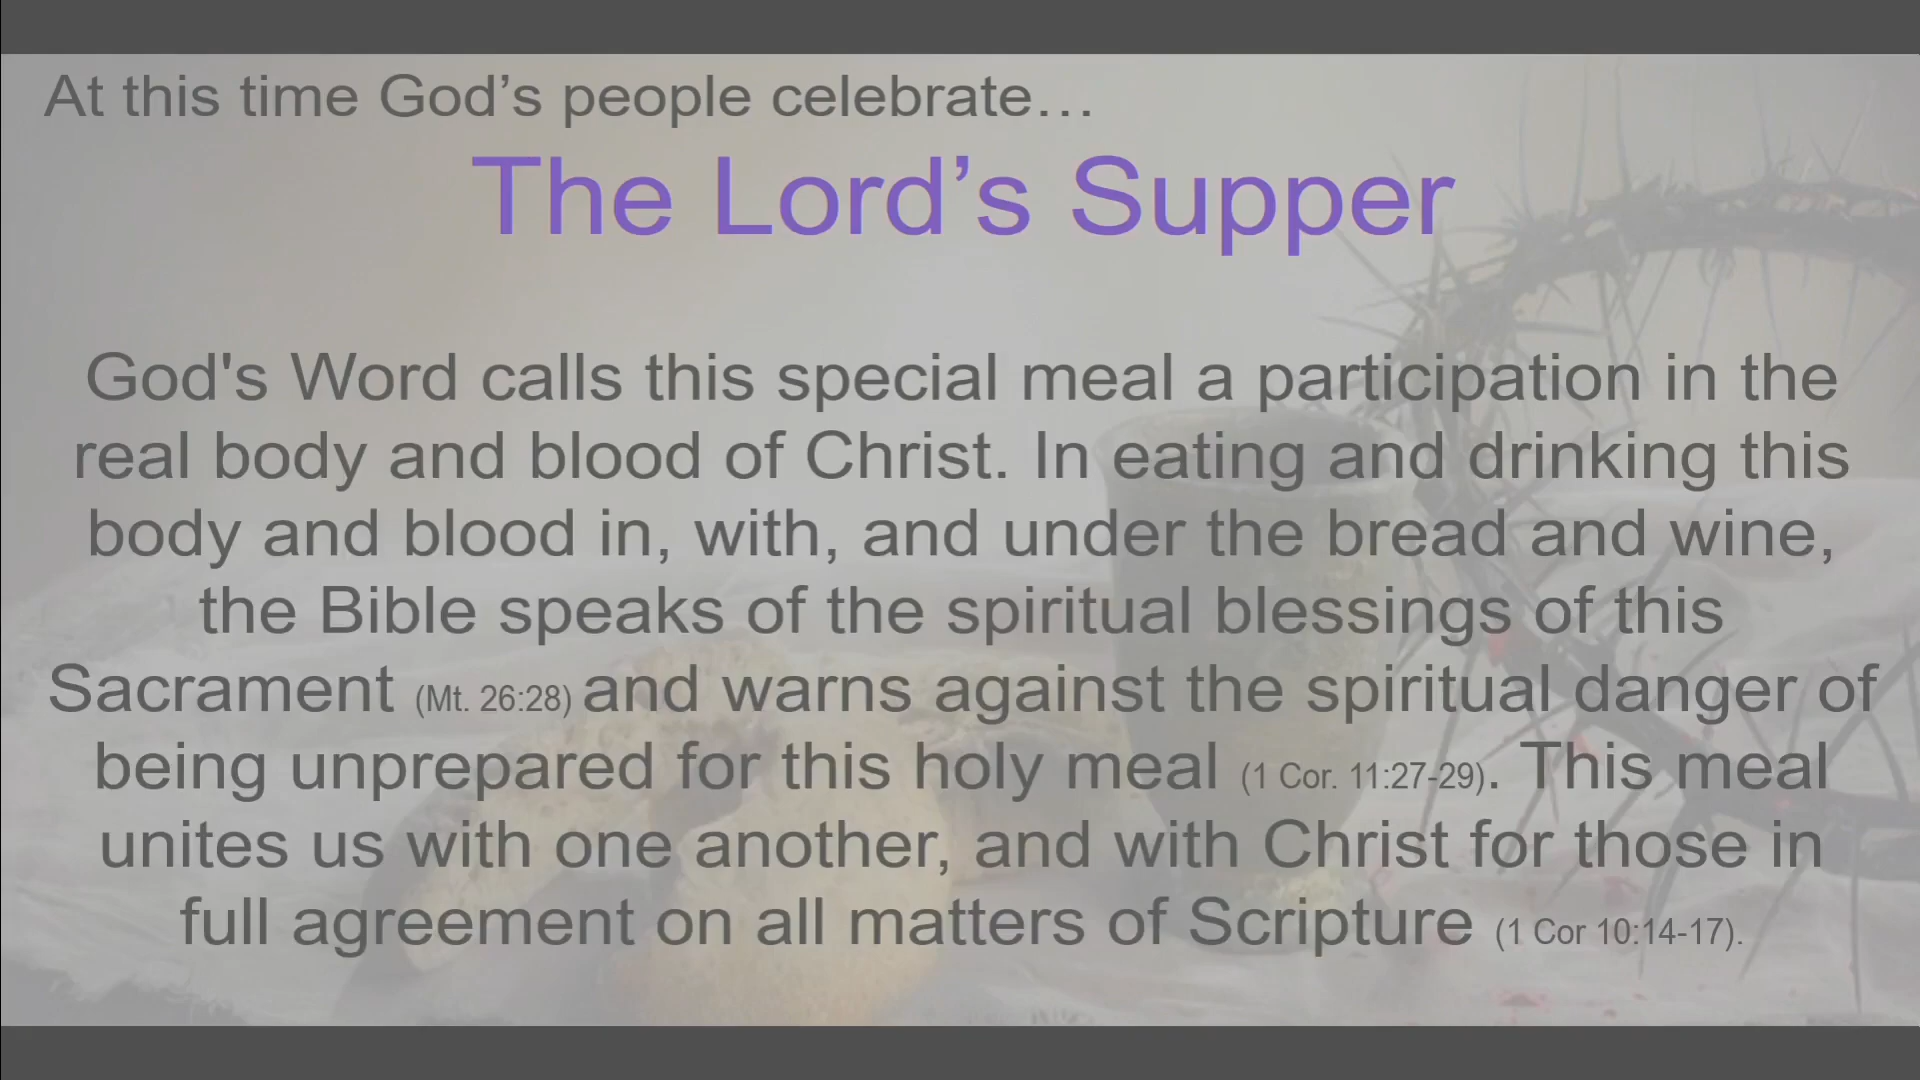 At this time God’s people celebrate…
The Lord’s Supper
God's Word calls this special meal a participation in the
real body and blood of Christ. In eating and drinking this
body and blood in, with, and under the bread and wine,
the Bible speaks of the spiritual blessings of this
Sacrament (Mt. 26:28) and warns against the spiritual danger of
being unprepared for this holy meal (1 Cor. 11:27-29). This meal
unites us with one another, and with Christ for those in
full agreement on all matters of Scripture (1 Cor 10:14-17).